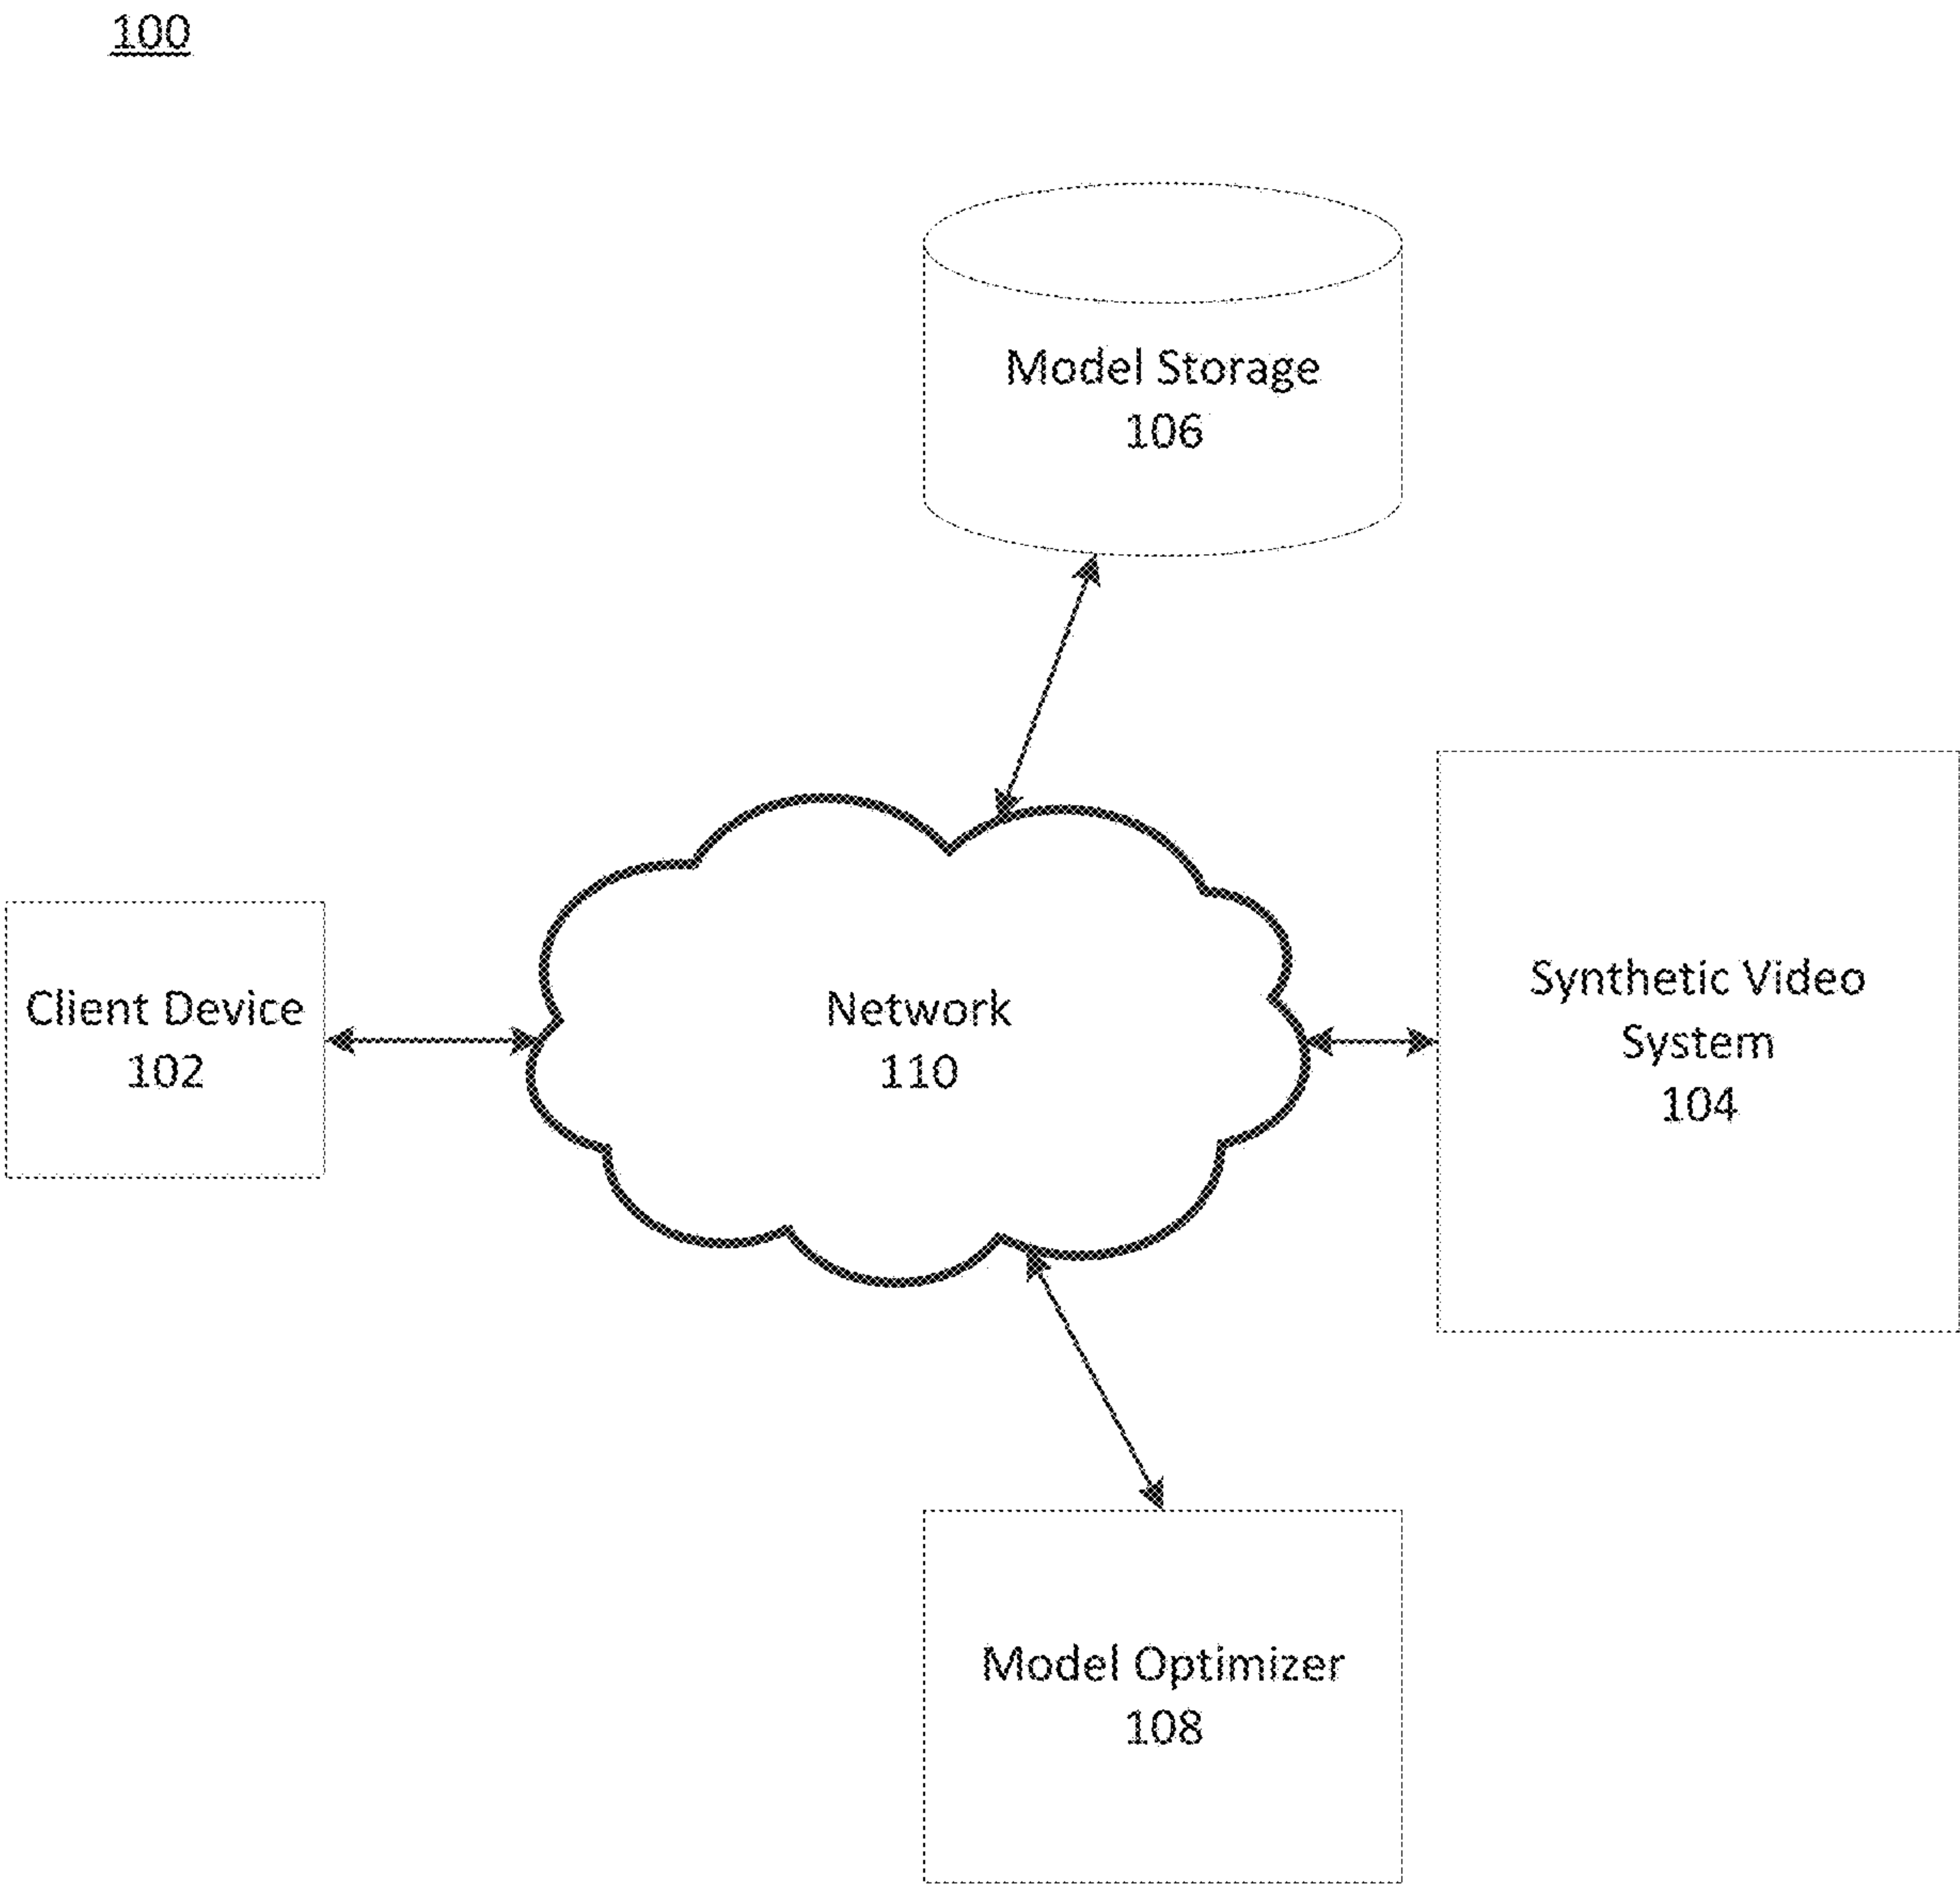 100
Model Storage
106
Client Device
102
Network
110
Synthetic Video
System
104
Model Optimizer
108